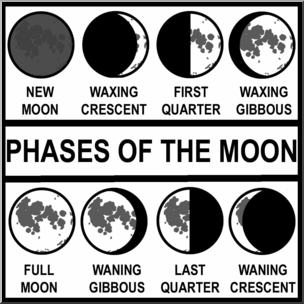 NEW WAXING FIRST WAXING
MOON CRESCENT QUARTER GIBBOUS
PHASES OF THE MOON
FULL WANING LAST WANING
MOON GIBBOUS QUARTER CRESCENT